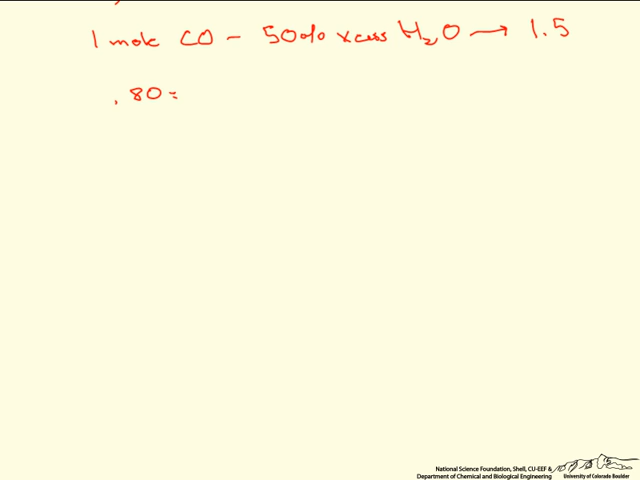 1 mole CO - 50% xcess H₂O → 1.5
.80 =
National Science Foundation, Shell, CU-EEF &
Department of Chemical and Biological Engineering
University of Colorado Boulder